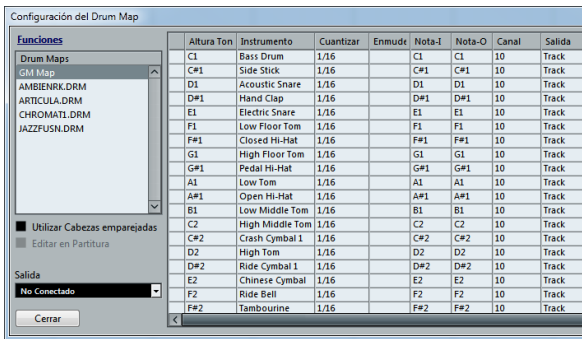 Configuración del Drum Map
Funciones
Drum Maps
GM Map
AMBIENRK.DRM
ARTICULA.DRM
CHROMATI.DRM
JAZZFUSN.DRM
Utilizar Cabezas emparejadas
Editar en Partitura
Salida
No Conectado
Cerrar
Altura Ton Instrumento Cuantizar Enmude Nota-I Nota-O Canal Salida
C1 Bass Drum 1/16 C1 C1 10 Track
C#1 Side Stick 1/16 C#1 C#1 10 Track
D1 Acoustic Snare 1/16 D1 D1 10 Track
D#1 Hand Clap 1/16 D#1 D#1 10 Track
E1 Electric Snare 1/16 E1 E1 10 Track
F1 Low Floor Tom 1/16 F1 F1 10 Track
F#1 Closed Hi-Hat 1/16 F#1 F#1 10 Track
G1 High Floor Tom 1/16 G1 G1 10 Track
G#1 Pedal Hi-Hat 1/16 G#1 G#1 10 Track
A1 Low Tom 1/16 A1 A1 10 Track
A#1 Open Hi-Hat 1/16 A#1 A#1 10 Track
B1 Low Middle Tom 1/16 B1 B1 10 Track
C2 High Middle Tom 1/16 C2 C2 10 Track
C#2 Crash Cymbal 1 1/16 C#2 C#2 10 Track
D2 High Tom 1/16 D2 D2 10 Track
D#2 Ride Cymbal 1 1/16 D#2 D#2 10 Track
E2 Chinese Cymbal 1/16 E2 E2 10 Track
F2 Ride Bell 1/16 F2 F2 10 Track
F#2 Tambourine 1/16 F#2 F#2 10 Track